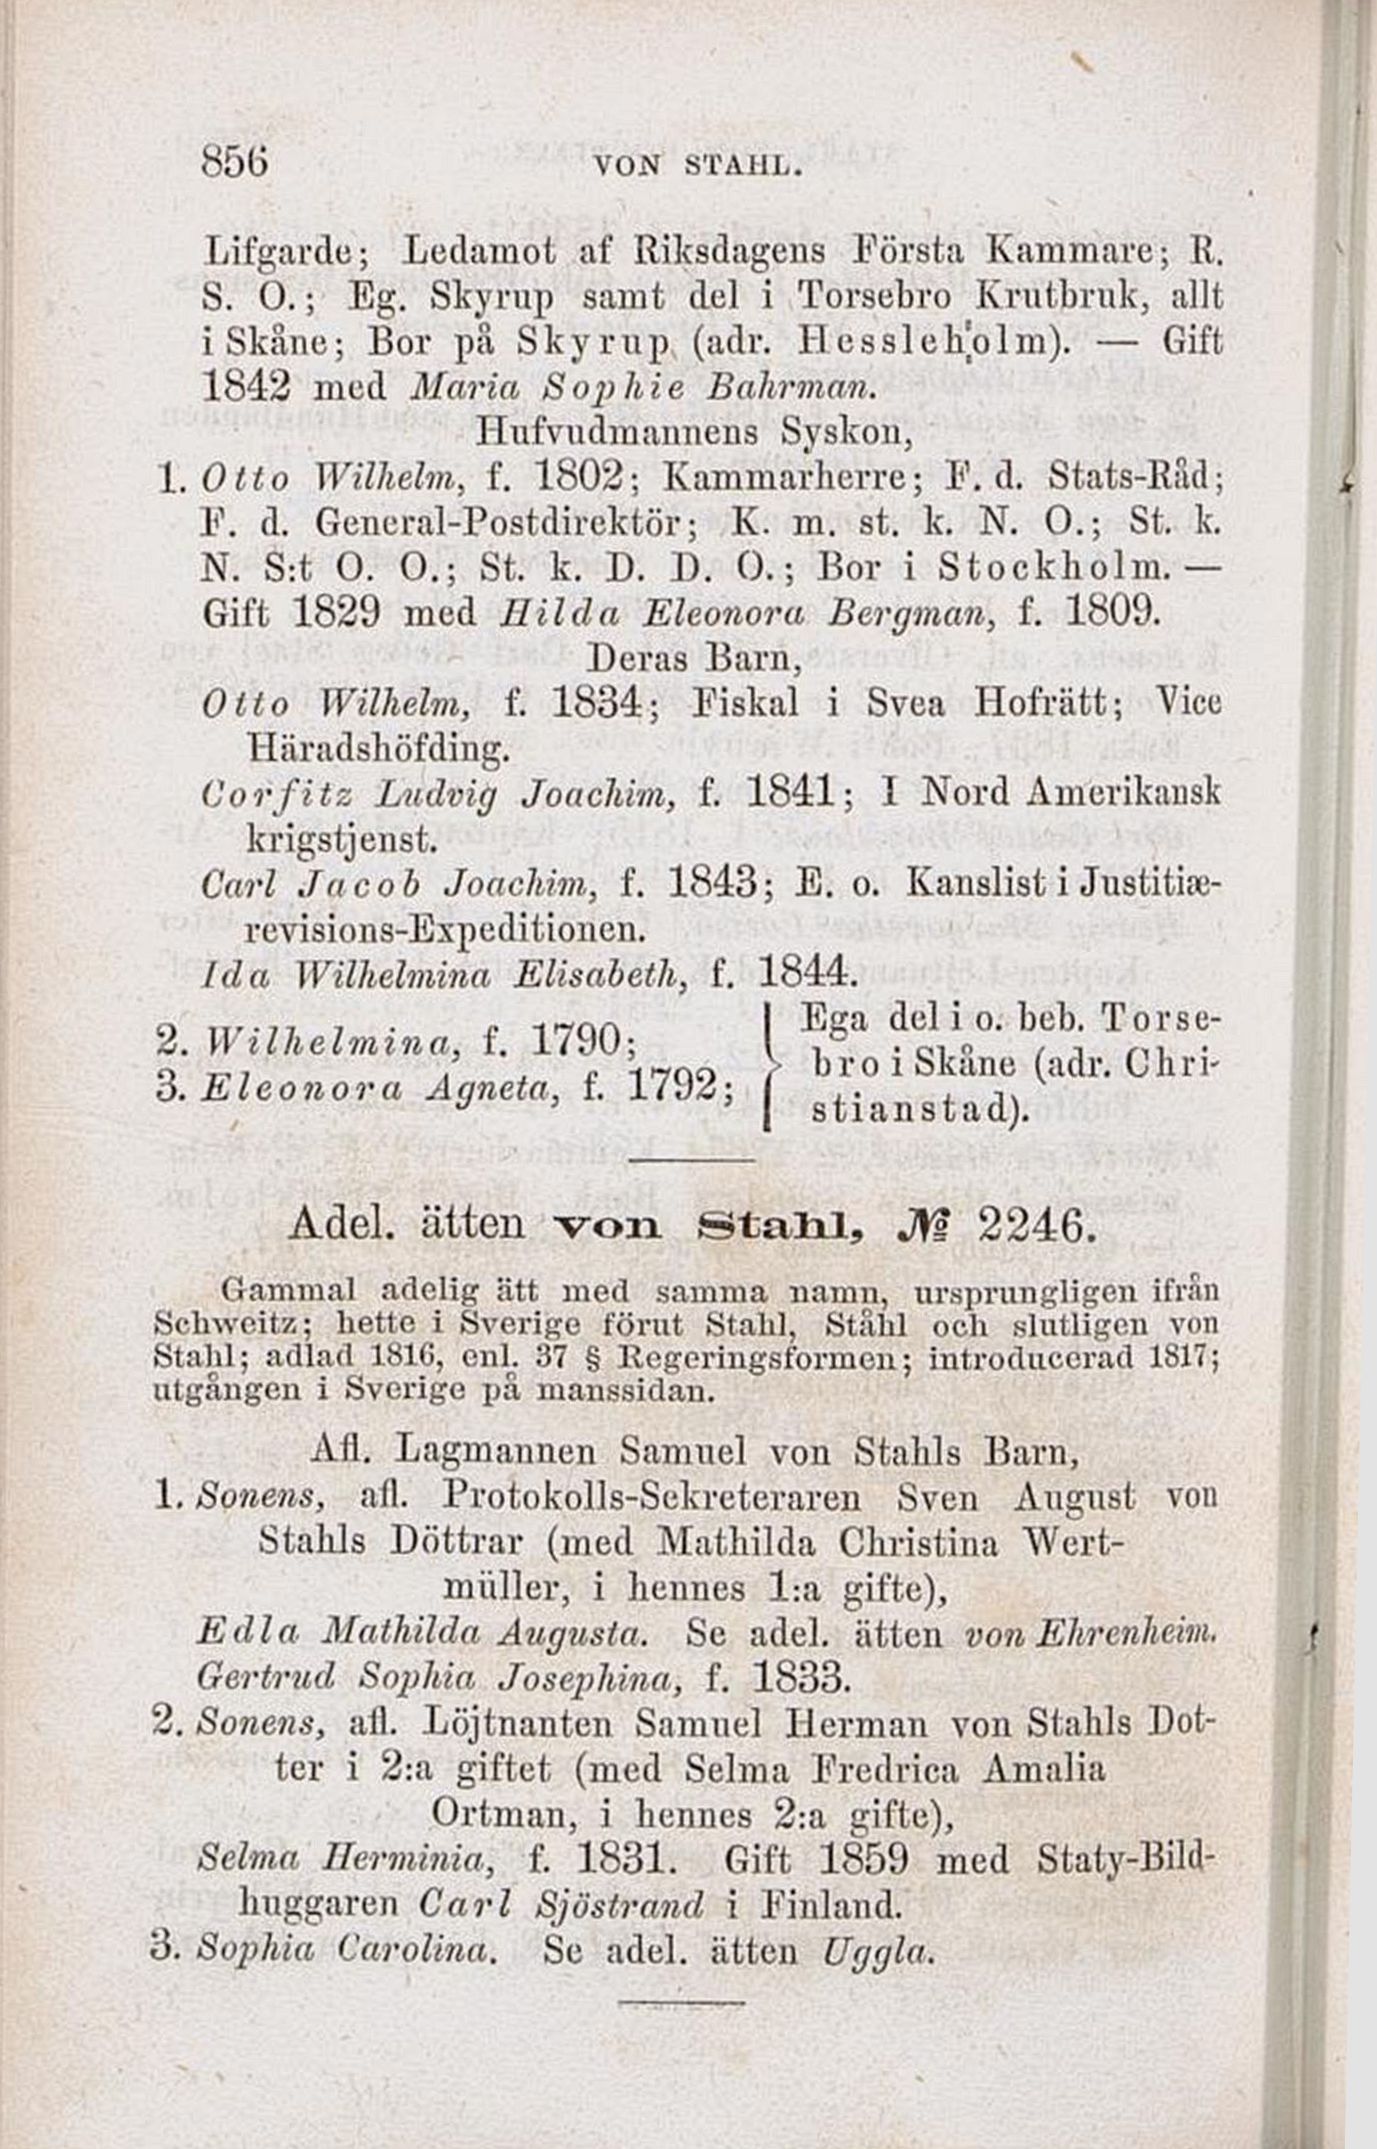 856 VON STAHL.
Lifgarde; Ledamot af Riksdagens Första Kammare; R.
S. O.; Eg. Skyrup samt del i Torsebro Krutbruk, allt
i Skåne; Bor på Skyrup (adr. Hessleholm). — Gift
1842 med Maria Sophie Bahrman.
Hufvudmannens Syskon,
1. Otto Wilhelm, f. 1802; Kammarherre; F. d. Stats-Råd;
F. d. General-Postdirektör; K. m. st. k. N. O.; St. k.
N. S:t O. O.; St. k. D. D. O.; Bor i Stockholm. —
Gift 1829 med Hilda Eleonora Bergman, f. 1809.
Deras Barn,
Otto Wilhelm, f. 1834; Fiskal i Svea Hofrätt; Vice
Häradshöfding.
Corfitz Ludvig Joachim, f. 1841; I Nord Amerikansk
krigstjenst.
Carl Jacob Joachim, f. 1843; E. o. Kanslist i Justitiæ-
revisions-Expeditionen.
Ida Wilhelmina Elisabeth, f. 1844.
2. Wilhelmina, f. 1790;
3. Eleonora Agneta, f. 1792;
Ega del i o. beb. Torse-
bro i Skåne (adr. Chri-
stianstad).
Adel. ätten von Stahl, № 2246.
Gammal adelig ätt med samma namn, ursprungligen ifrån
Schweitz; hette i Sverige förut Stahl, Ståhl och slutligen von
Stahl; adlad 1816, enl. 37 § Regeringsformen; introducerad 1817;
utgången i Sverige på manssidan.
Afl. Lagmannen Samuel von Stahls Barn,
1. Sonens, afl. Protokolls-Sekreteraren Sven August von
Stahls Döttrar (med Mathilda Christina Wert-
müller, i hennes 1:a gifte),
Edla Mathilda Augusta. Se adel. ätten von Ehrenheim.
Gertrud Sophia Josephina, f. 1833.
2. Sonens, afl. Löjtnanten Samuel Herman von Stahls Dot-
ter i 2:a giftet (med Selma Fredrica Amalia
Ortman, i hennes 2:a gifte),
Selma Herminia, f. 1831. Gift 1859 med Staty-Bild-
huggaren Carl Sjöstrand i Finland.
3. Sophia Carolina. Se adel. ätten Uggla.